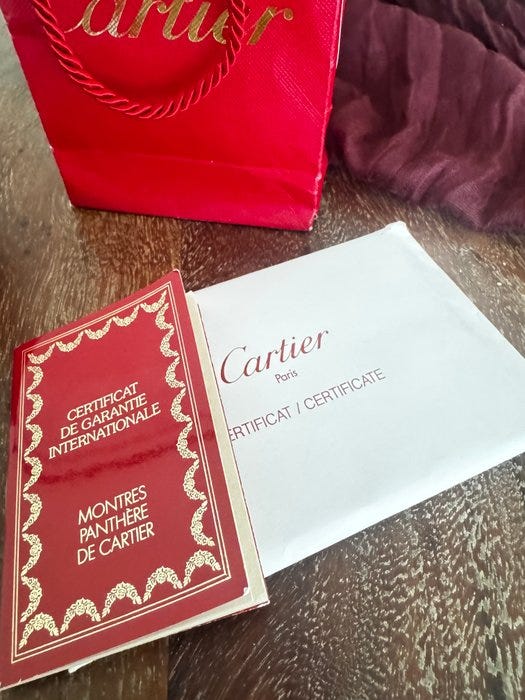 Cartier
Cartier
Paris
ERTIFICAT / CERTIFICATE
CERTIFICAT
DE GARANTIE
INTERNATIONALE
MONTRES
PANTHÈRE
DE CARTIER